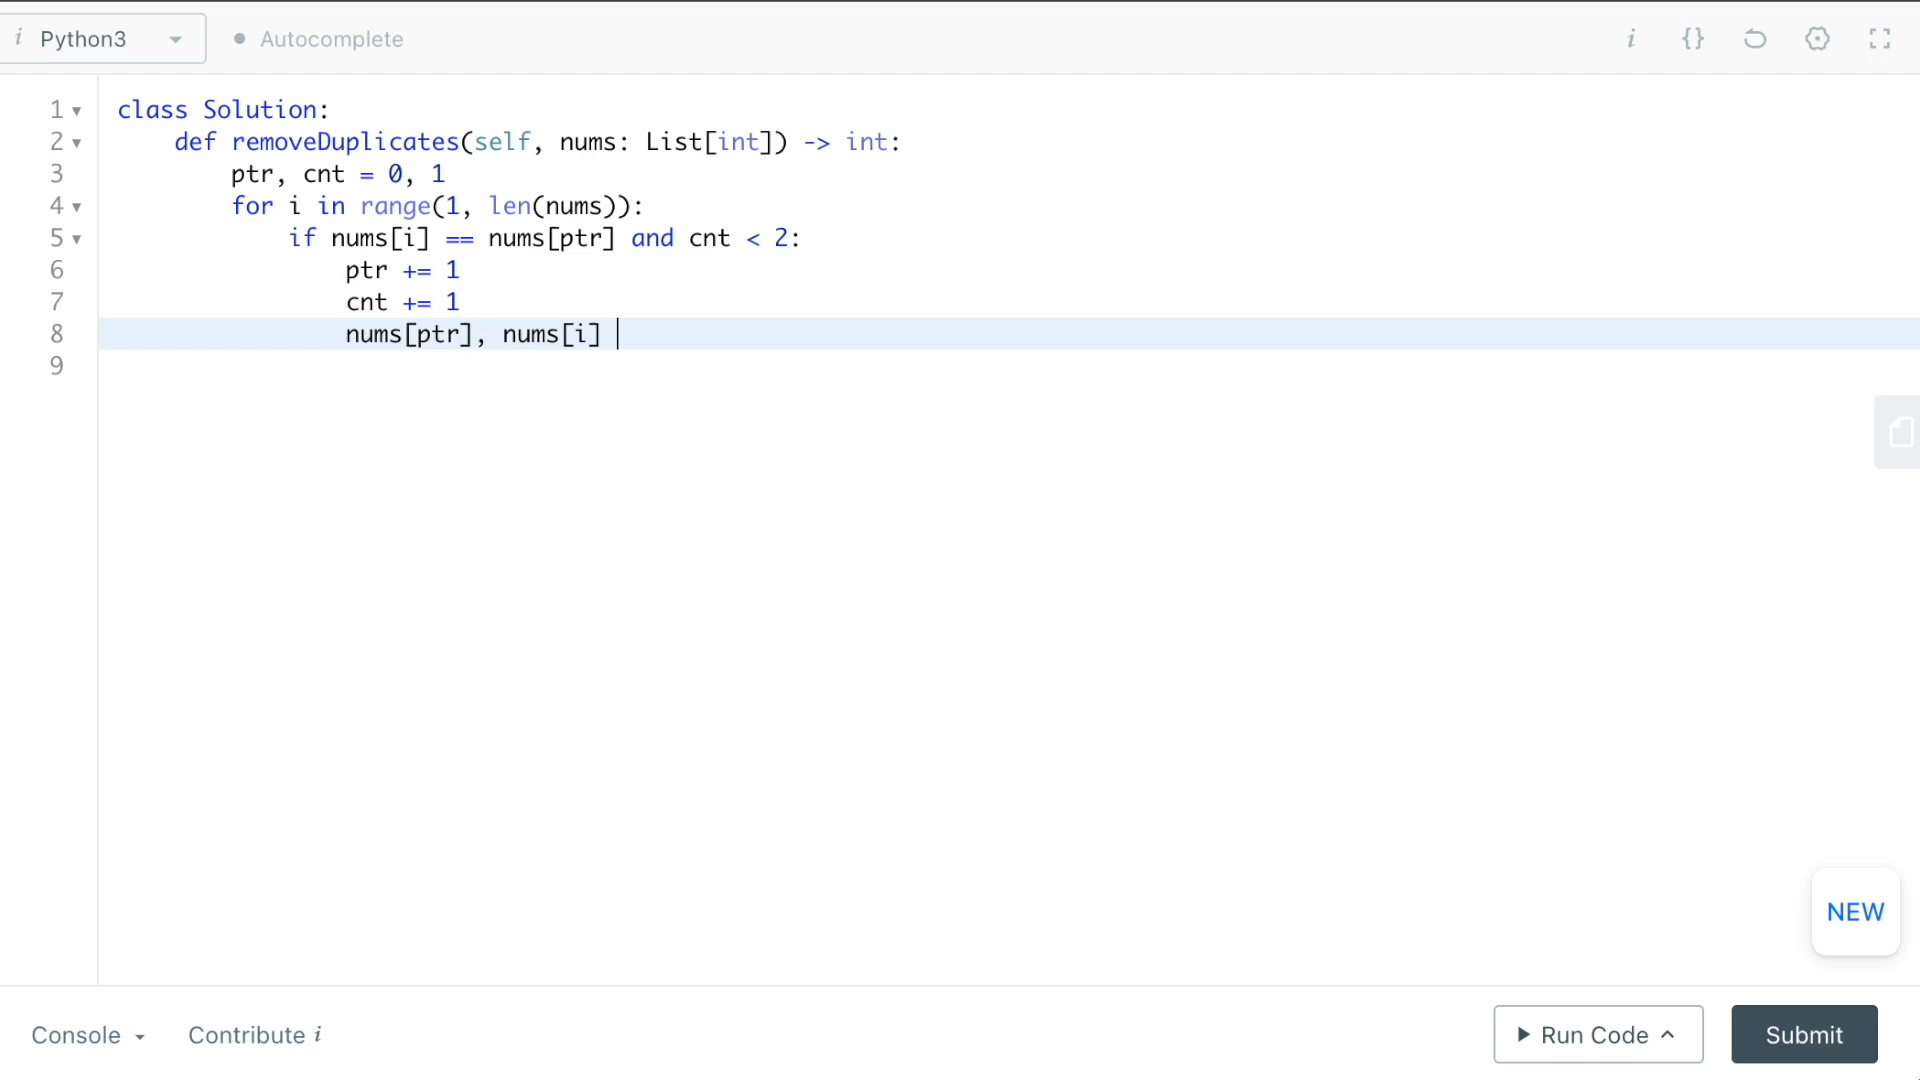 i Python3 Autocomplete i {}
1 class Solution:
2 def removeDuplicates(self, nums: List[int]) -> int:
3 ptr, cnt = 0, 1
4 for i in range(1, len(nums)):
5 if nums[i] == nums[ptr] and cnt < 2:
6 ptr += 1
7 cnt += 1
8 nums[ptr], nums[i]
9
NEW
Console Contribute i Run Code Submit